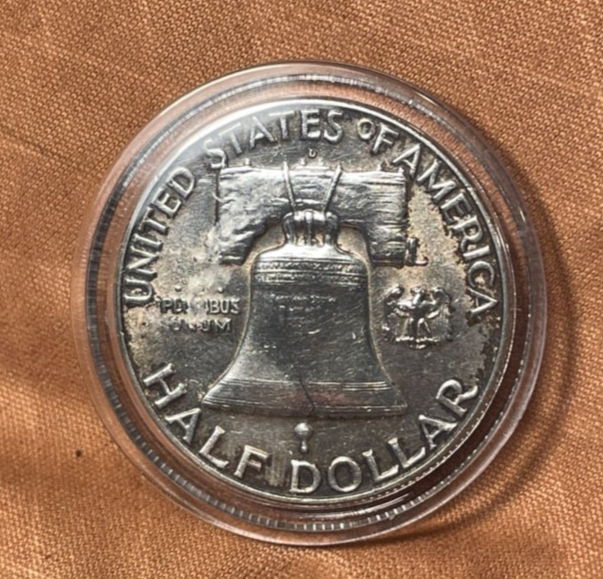 UNITED STATES OF AMERICA
D
HALF DOLLAR